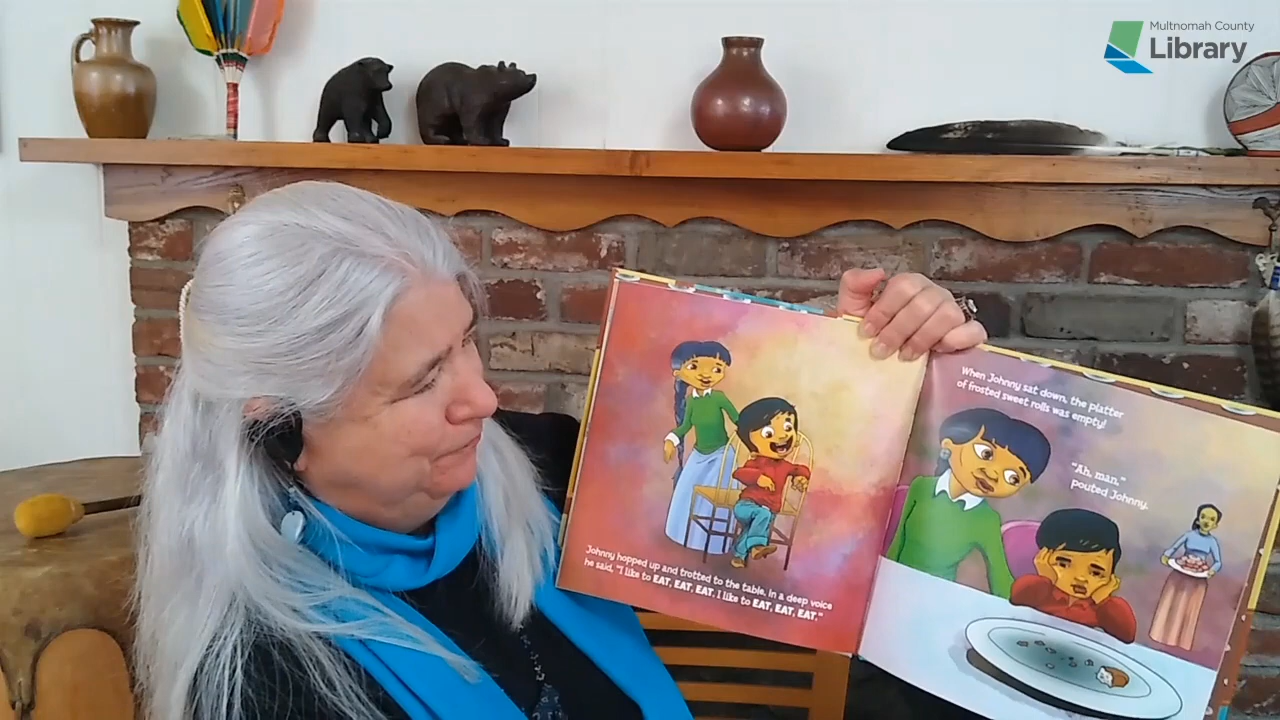 Multnomah County
Library
Johnny hopped up and trotted to the table, in a deep voice
he said, "I like to EAT, EAT, EAT, I like to EAT, EAT, EAT."
When Johnny sat down, the platter
of frosted sweet rolls was empty!
"Ah, man,"
pouted Johnny.